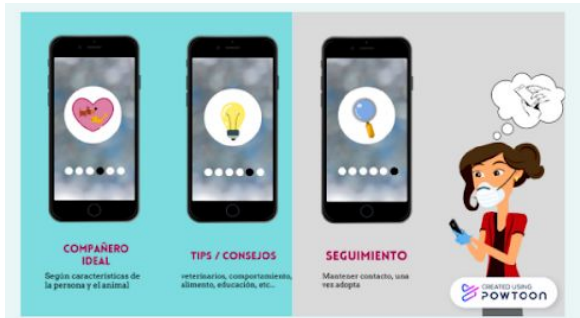 COMPAÑERO
IDEAL
Según características de
la persona y el animal
TIPS / CONSEJOS
veterinarios, comportamiento,
alimento, educación, etc...
SEGUIMIENTO
Mantener contacto, una
vez adopta
CREATED USING
POWTOON